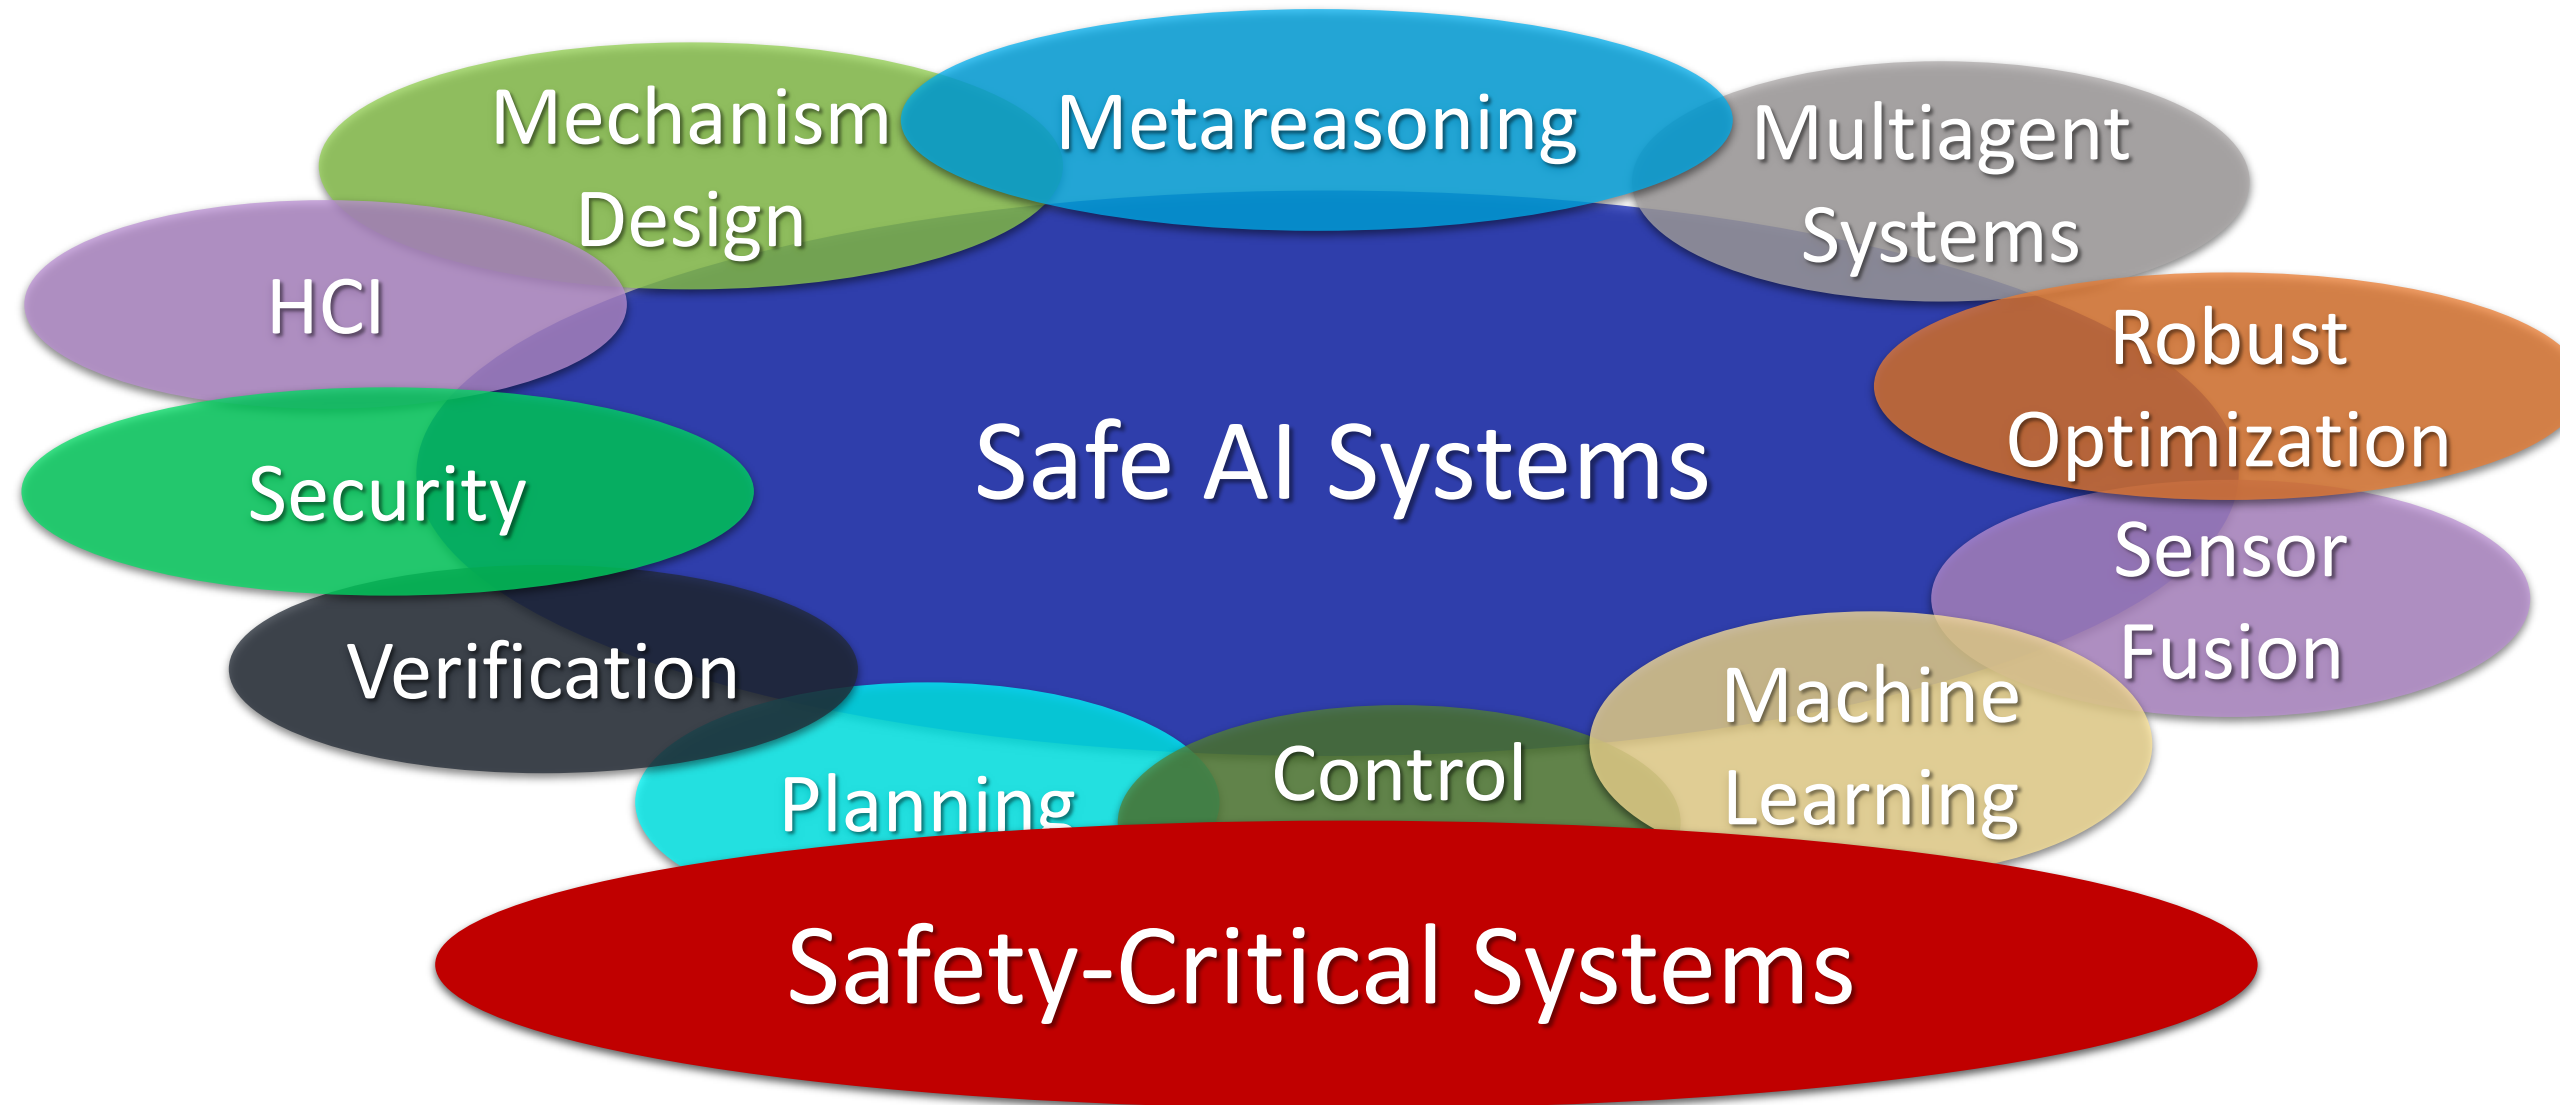 Mechanism
Design
Metareasoning
Multiagent
Systems
HCI
Robust
Optimization
Safe AI Systems
Security
Sensor
Fusion
Verification
Machine
Learning
Planning
Control
Safety-Critical Systems